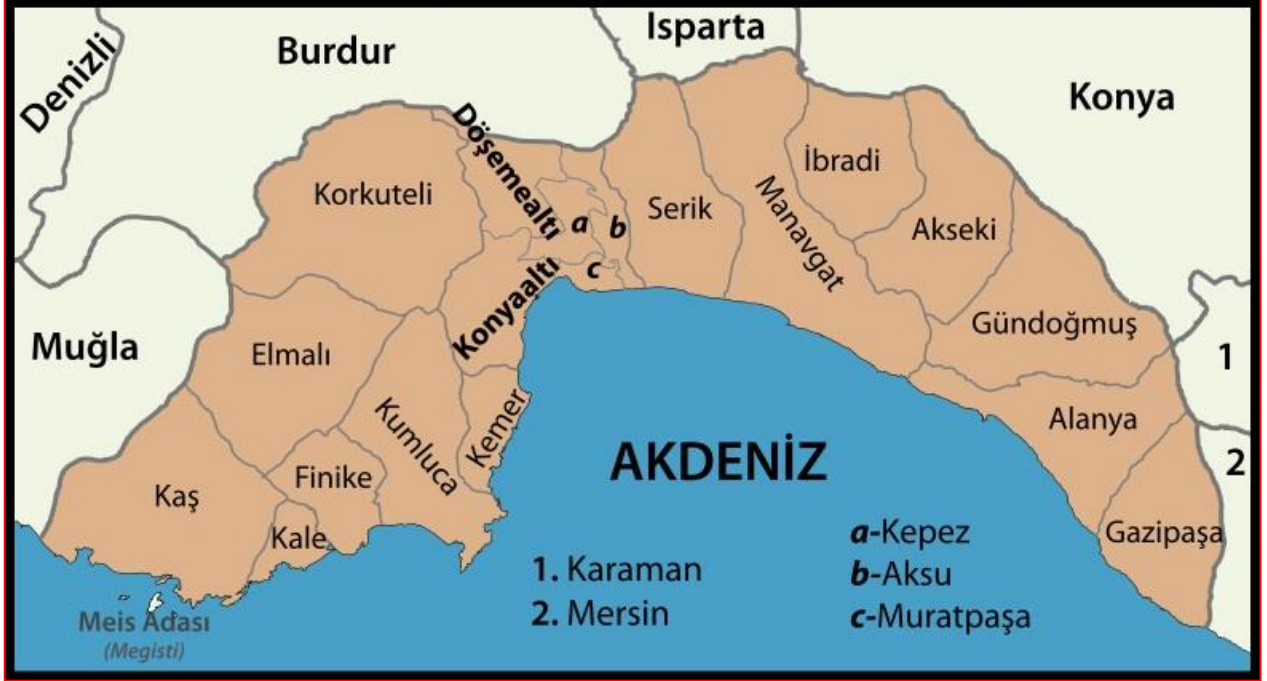 Denizli
Burdur
Isparta
Konya
Muğla
Korkuteli
Döşemealtı
a
b
c
Serik
Manavgat
İbradi
Akseki
Gündoğmuş
Konyaaltı
Elmalı
Kumluca
Kemer
Kaş
Finike
Kale
Alanya
Gazipaşa
1
2
AKDENİZ
1. Karaman
2. Mersin
a-Kepez
b-Aksu
c-Muratpaşa
Meis Adası
(Megisti)